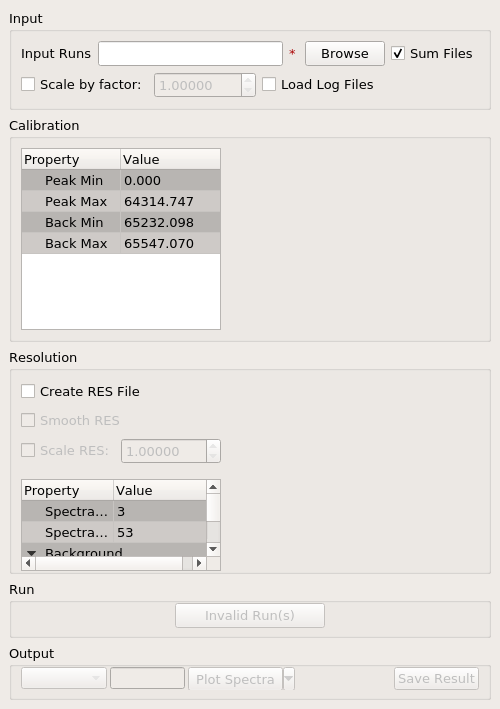 Input
Input Runs * Browse Sum Files
Scale by factor: 1.00000 Load Log Files
Calibration
Property Value
Peak Min 0.000
Peak Max 64314.747
Back Min 65232.098
Back Max 65547.070
Resolution
Create RES File
Smooth RES
Scale RES: 1.00000
Property Value
Spectra... 3
Spectra... 53
Background
Run
Invalid Run(s)
Output
Plot Spectra Save Result